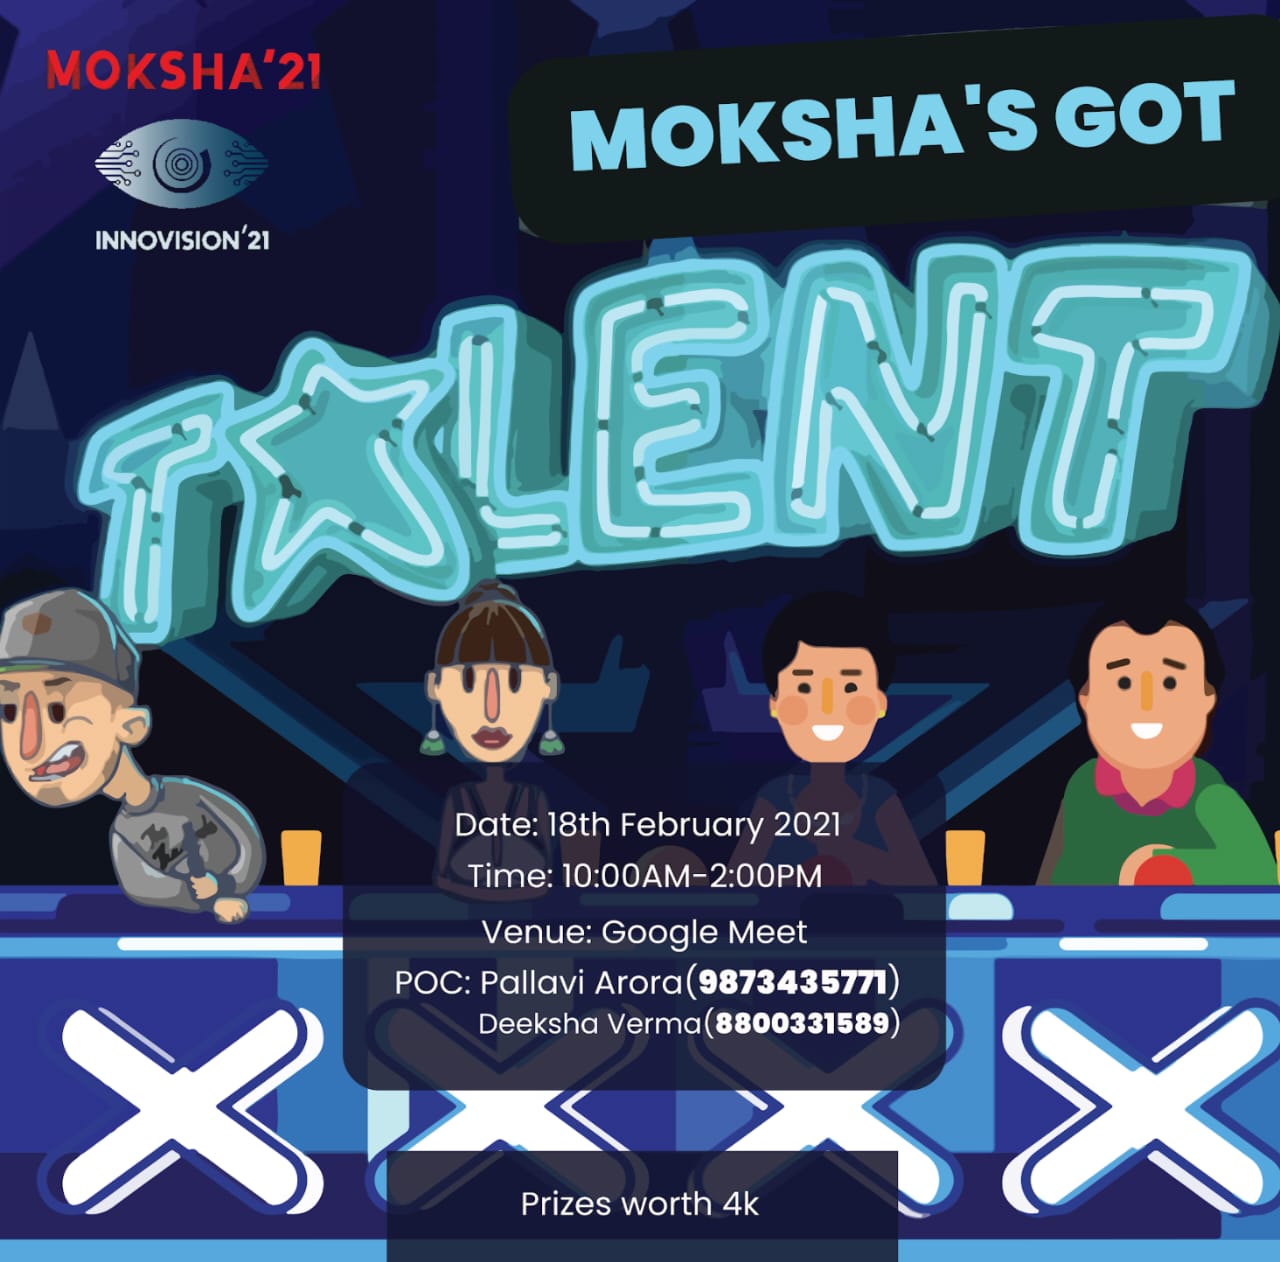 MOKSHA'21
INNOVISION'21
MOKSHA'S GOT
TALENT
Date: 18th February 2021
Time: 10:00AM-2:00PM
Venue: Google Meet
POC: Pallavi Arora(9873435771)
Deeksha Verma(8800331589)
Prizes worth 4k